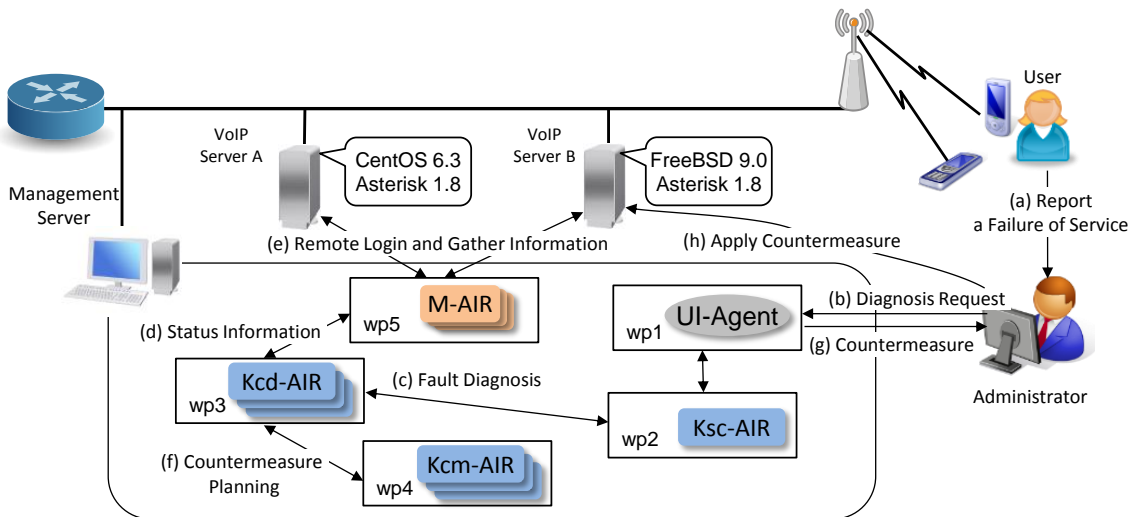 User
VoIP
Server A
CentOS 6.3
Asterisk 1.8
VoIP
Server B
FreeBSD 9.0
Asterisk 1.8
Management
Server
(a) Report
a Failure of Service
(e) Remote Login and Gather Information
(h) Apply Countermeasure
M-AIR
wp5
UI-Agent
wp1
(b) Diagnosis Request
(g) Countermeasure
(d) Status Information
Kcd-AIR
wp3
(c) Fault Diagnosis
Administrator
Ksc-AIR
wp2
(f) Countermeasure
Planning
Kcm-AIR
wp4